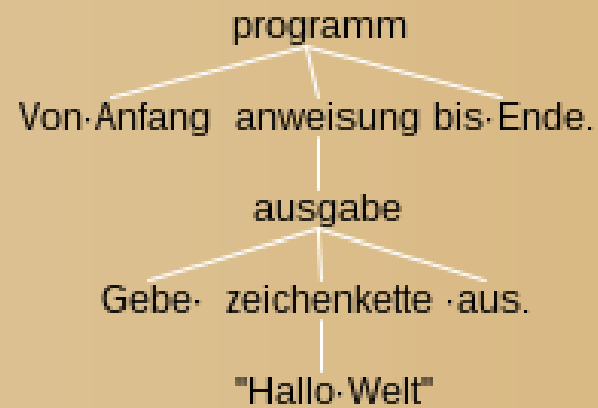 programm
Von·Anfang anweisung bis·Ende.
ausgabe
Gebe· zeichenkette ·aus.
"Hallo·Welt"